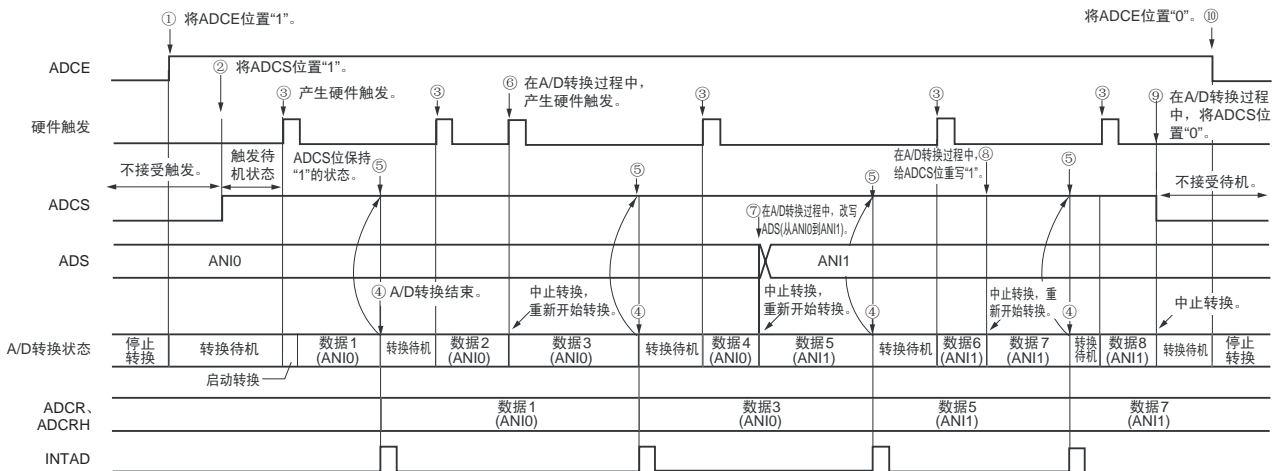 ① 将ADCE位置“1”。
将ADCE位置“0”。⑩
ADCE
② 将ADCS位置“1”。
③ 产生硬件触发。
③
⑥ 在A/D转换过程中，
产生硬件触发。
③
③
③
⑨ 在A/D转换过程
中，将ADCS位
置“0”。
硬件触发
不接受触发。
触发待
机状态
ADCS位保持
“1”的状态。
⑤
⑤
⑤
在A/D转换过程中，⑧
给ADCS位重写“1”。
⑤
不接受待机。
ADCS
⑦在A/D转换过程中，改写
ADS(从ANI0到ANI1)。
ADS
ANI0
ANI1
④ A/D转换结束。
中止转换，
重新开始转换。
④
中止转换，
重新开始转换。
④
中止转换，重
新开始转换。
④
中止转换。
A/D转换状态
停止
转换
转换待机
数据1
(ANI0)
转换待机
数据2
(ANI0)
数据3
(ANI0)
转换待机
数据4
(ANI0)
数据5
(ANI1)
转换待机
数据6
(ANI1)
数据7
(ANI1)
转换
待机
数据8
(ANI1)
转换待机
停止
转换
启动转换
ADCR、
ADCRH
数据1
(ANI0)
数据3
(ANI0)
数据5
(ANI1)
数据7
(ANI1)
INTAD